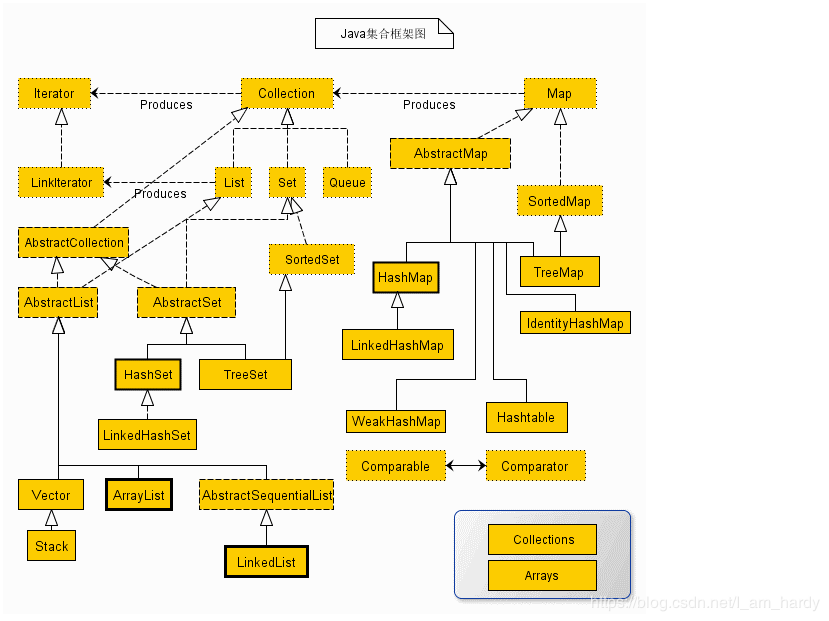 Java集合框架图
Iterator
Collection
Map
Produces
Produces
AbstractMap
LinkIterator
List
Set
Queue
Produces
SortedMap
AbstractCollection
SortedSet
HashMap
TreeMap
AbstractList
AbstractSet
IdentityHashMap
LinkedHashMap
HashSet
TreeSet
WeakHashMap
Hashtable
LinkedHashSet
Comparable
Comparator
Vector
ArrayList
AbstractSequentialList
Stack
LinkedList
Collections
Arrays
https://blog.csdn.net/I_am_hardy